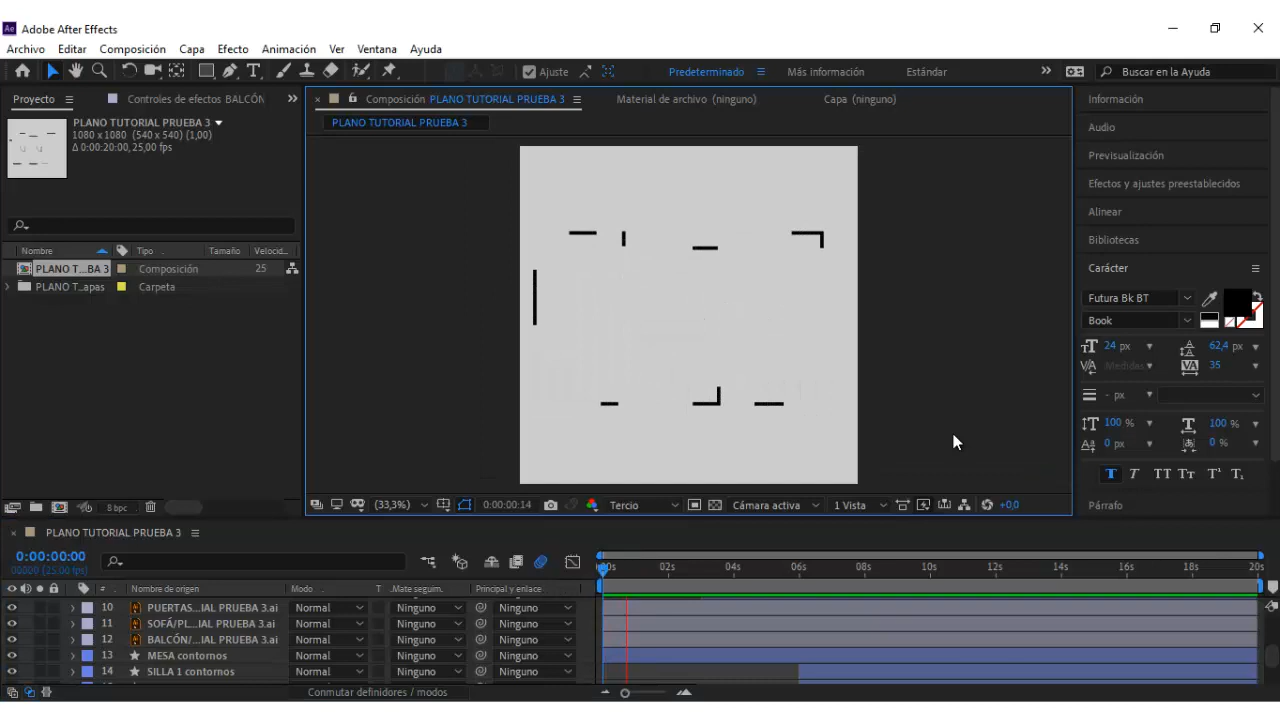 Ae Adobe After Effects
Archivo Editar Composición Capa Efecto Animación Ver Ventana Ayuda
Ajuste Predeterminado Más información Estándar Buscar en la Ayuda
Proyecto Controles de efectos BALCÓN
Composición PLANO TUTORIAL PRUEBA 3 Material de archivo (ninguno) Capa (ninguno)
PLANO TUTORIAL PRUEBA 3
PLANO TUTORIAL PRUEBA 3
1080 x 1080 (540 x 540) (1,00)
Δ 0:00:20:00, 25,00 fps
Nombre Tipo Tamaño Velocid...
PLANO T...BA 3 Composición 25
PLANO T...apas Carpeta
Información
Audio
Previsualización
Efectos y ajustes preestablecidos
Alinear
Bibliotecas
Carácter
Futura Bk BT
Book
24 px 62,4 px
Medidas 35
- px
100 % 100 %
0 px 0 %
T T TT Tт T¹ T₁
Párrafo
8 bpc
(33,3%) 0:00:00:14 Tercio Cámara activa 1 Vista +0,0
PLANO TUTORIAL PRUEBA 3
0:00:00:00
00000 (25.00 fps)
:00s 02s 04s 06s 08s 10s 12s 14s 16s 18s 20s
# Nombre de origen Modo T .Mate seguim. Principal y enlace
10 PUERTAS...IAL PRUEBA 3.ai Normal Ninguno Ninguno
11 SOFÁ/PL...IAL PRUEBA 3.ai Normal Ninguno Ninguno
12 BALCÓN/...IAL PRUEBA 3.ai Normal Ninguno Ninguno
13 MESA contornos Normal Ninguno Ninguno
14 SILLA 1 contornos Normal Ninguno Ninguno
Conmutar definidores / modos